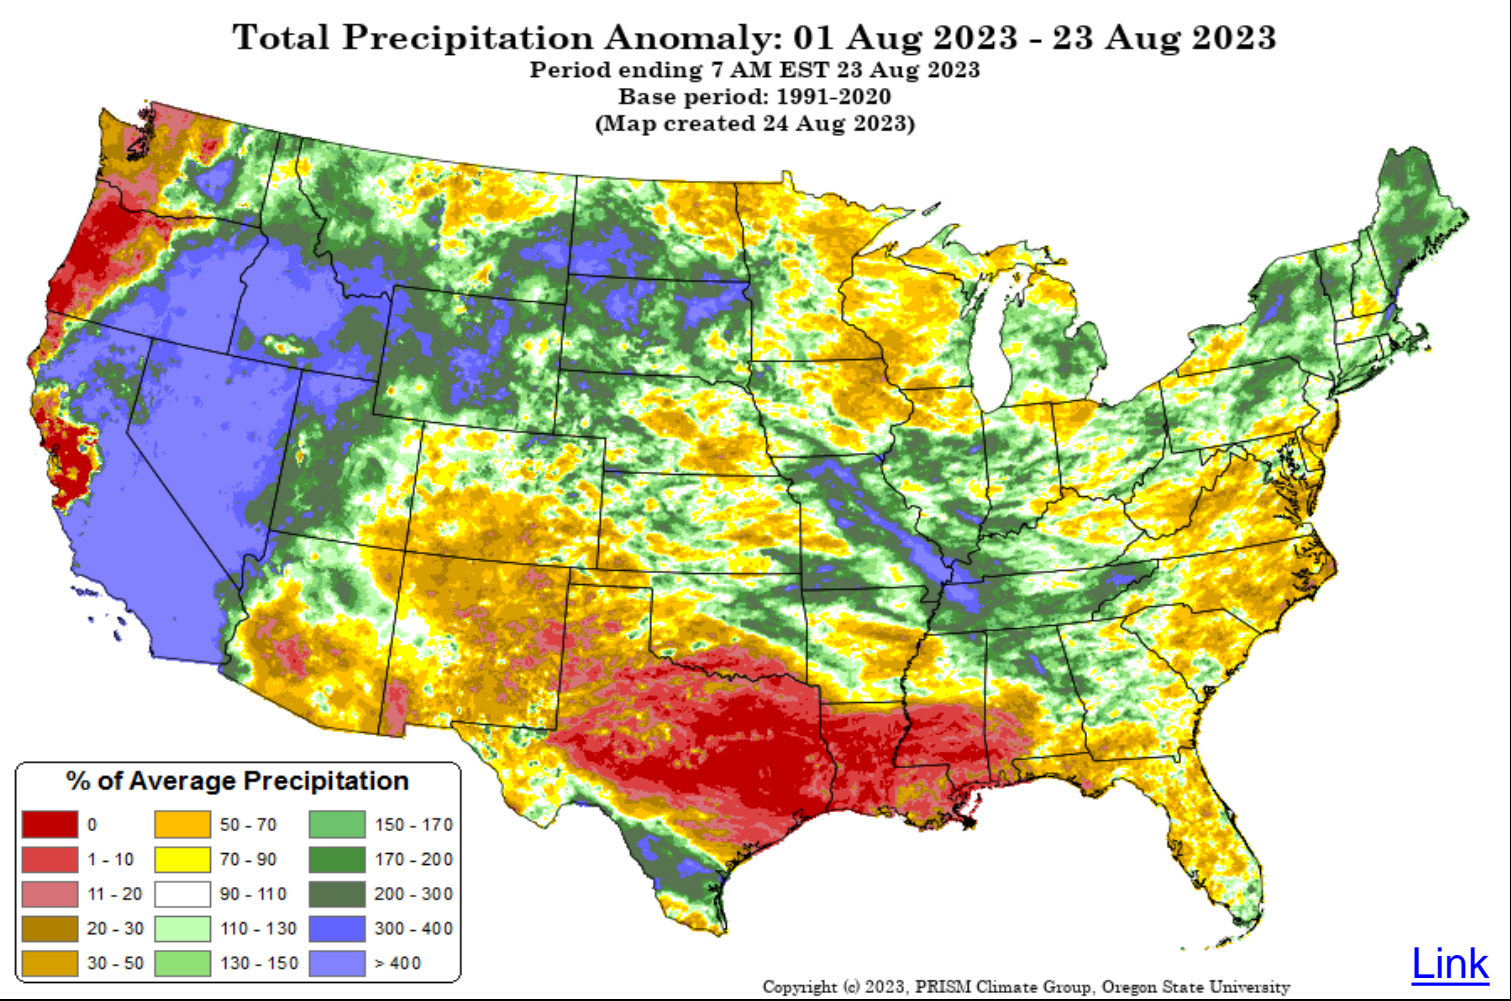 Total Precipitation Anomaly: 01 Aug 2023 - 23 Aug 2023
Period ending 7 AM EST 23 Aug 2023
Base period: 1991-2020
(Map created 24 Aug 2023)
% of Average Precipitation
0
50 - 70
150 - 170
1 - 10
70 - 90
170 - 200
11 - 20
90 - 110
200 - 300
20 - 30
110 - 130
300 - 400
30 - 50
130 - 150
> 400
Link
Copyright (c) 2023, PRISM Climate Group, Oregon State University